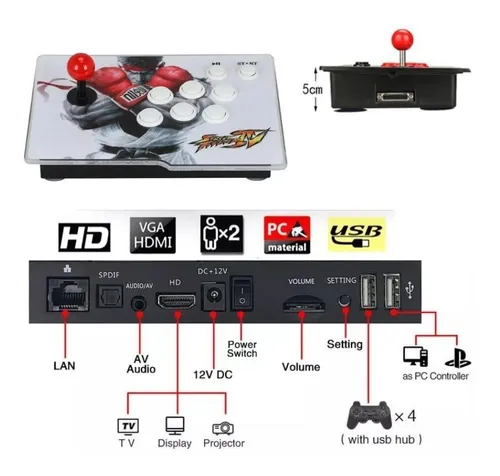 5cm
STREET FIGHTER IV
HD
VGA
HDMI
×2
PC
material
USB
SPDIF
AUDIO/AV
HD
DC+12V
VOLUME
SETTING
LAN
AV
Audio
12V DC
Power
Switch
Volume
Setting
as PC Controller
× 4
( with usb hub )
TV
TV
Display
Projector